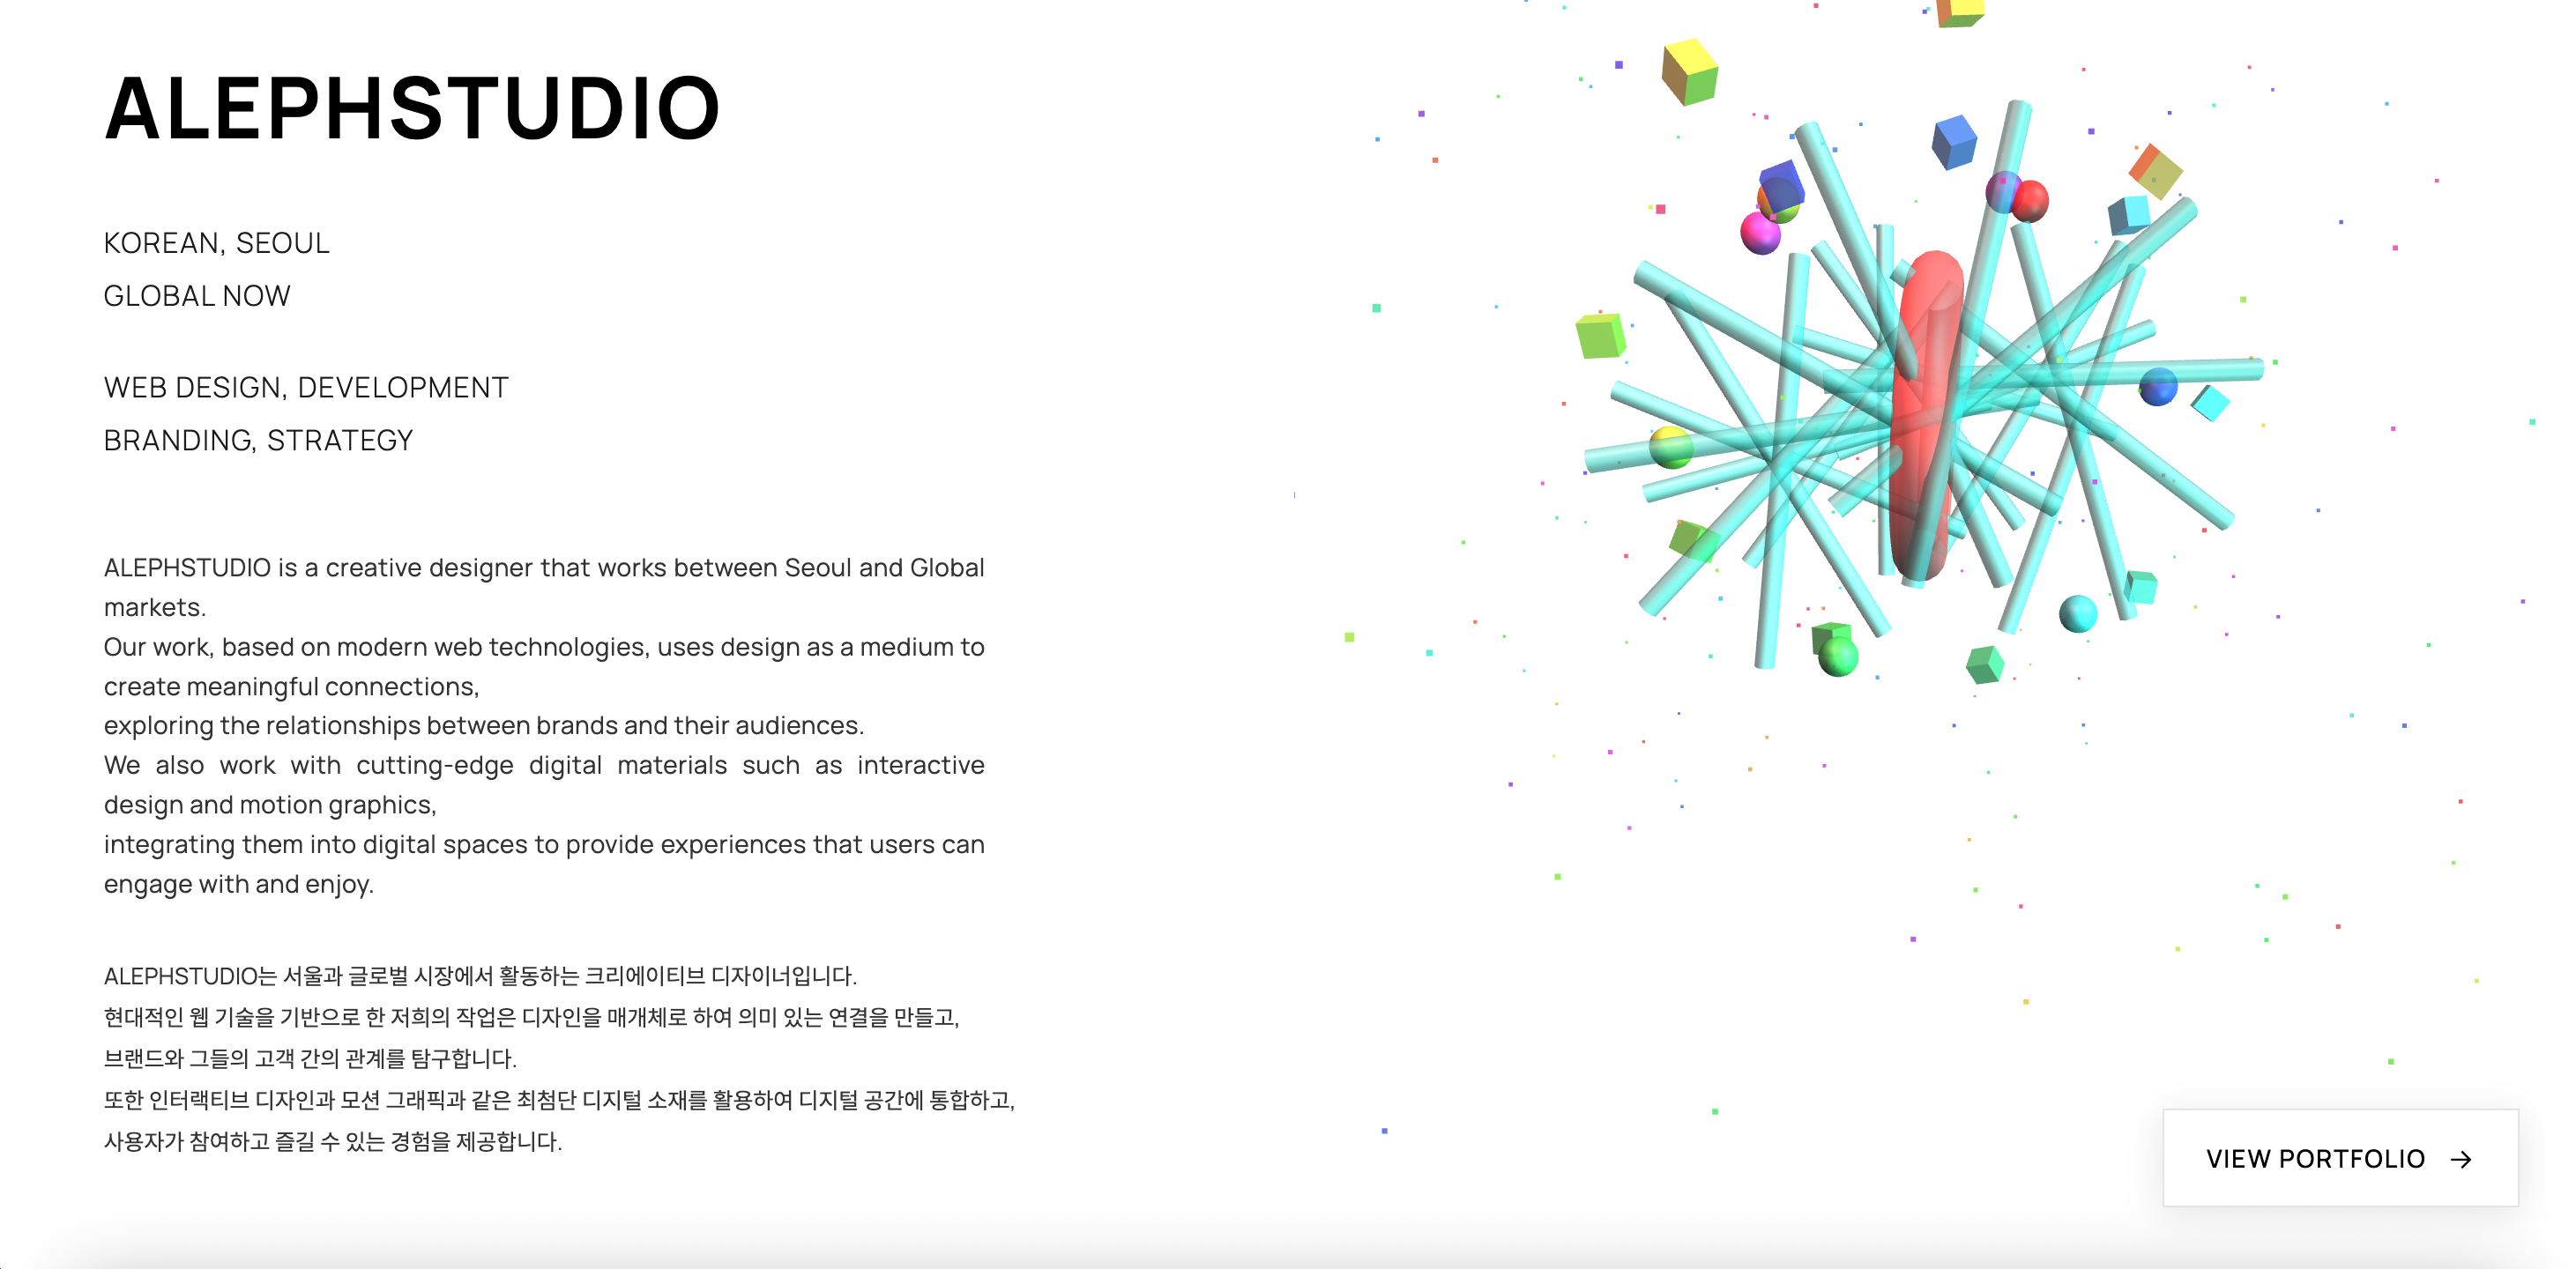 ALEPHSTUDIO
KOREAN, SEOUL
GLOBAL NOW
WEB DESIGN, DEVELOPMENT
BRANDING, STRATEGY
ALEPHSTUDIO is a creative designer that works between Seoul and Global
markets.
Our work, based on modern web technologies, uses design as a medium to
create meaningful connections,
exploring the relationships between brands and their audiences.
We also work with cutting-edge digital materials such as interactive
design and motion graphics,
integrating them into digital spaces to provide experiences that users can
engage with and enjoy.
ALEPHSTUDIO는 서울과 글로벌 시장에서 활동하는 크리에이티브 디자이너입니다.
현대적인 웹 기술을 기반으로 한 저희의 작업은 디자인을 매개체로 하여 의미 있는 연결을 만들고,
브랜드와 그들의 고객 간의 관계를 탐구합니다.
또한 인터랙티브 디자인과 모션 그래픽과 같은 최첨단 디지털 소재를 활용하여 디지털 공간에 통합하고,
사용자가 참여하고 즐길 수 있는 경험을 제공합니다.
VIEW PORTFOLIO →